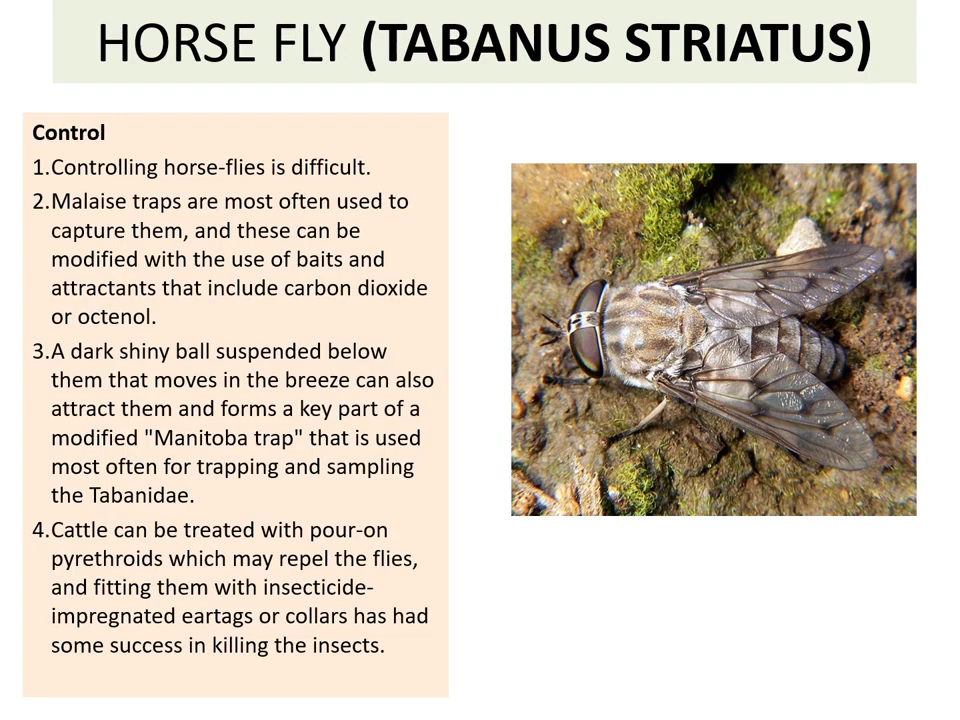 HORSE FLY (TABANUS STRIATUS)
Control
1.Controlling horse-flies is difficult.
2.Malaise traps are most often used to
capture them, and these can be
modified with the use of baits and
attractants that include carbon dioxide
or octenol.
3.A dark shiny ball suspended below
them that moves in the breeze can also
attract them and forms a key part of a
modified "Manitoba trap" that is used
most often for trapping and sampling
the Tabanidae.
4.Cattle can be treated with pour-on
pyrethroids which may repel the flies,
and fitting them with insecticide-
impregnated eartags or collars has had
some success in killing the insects.